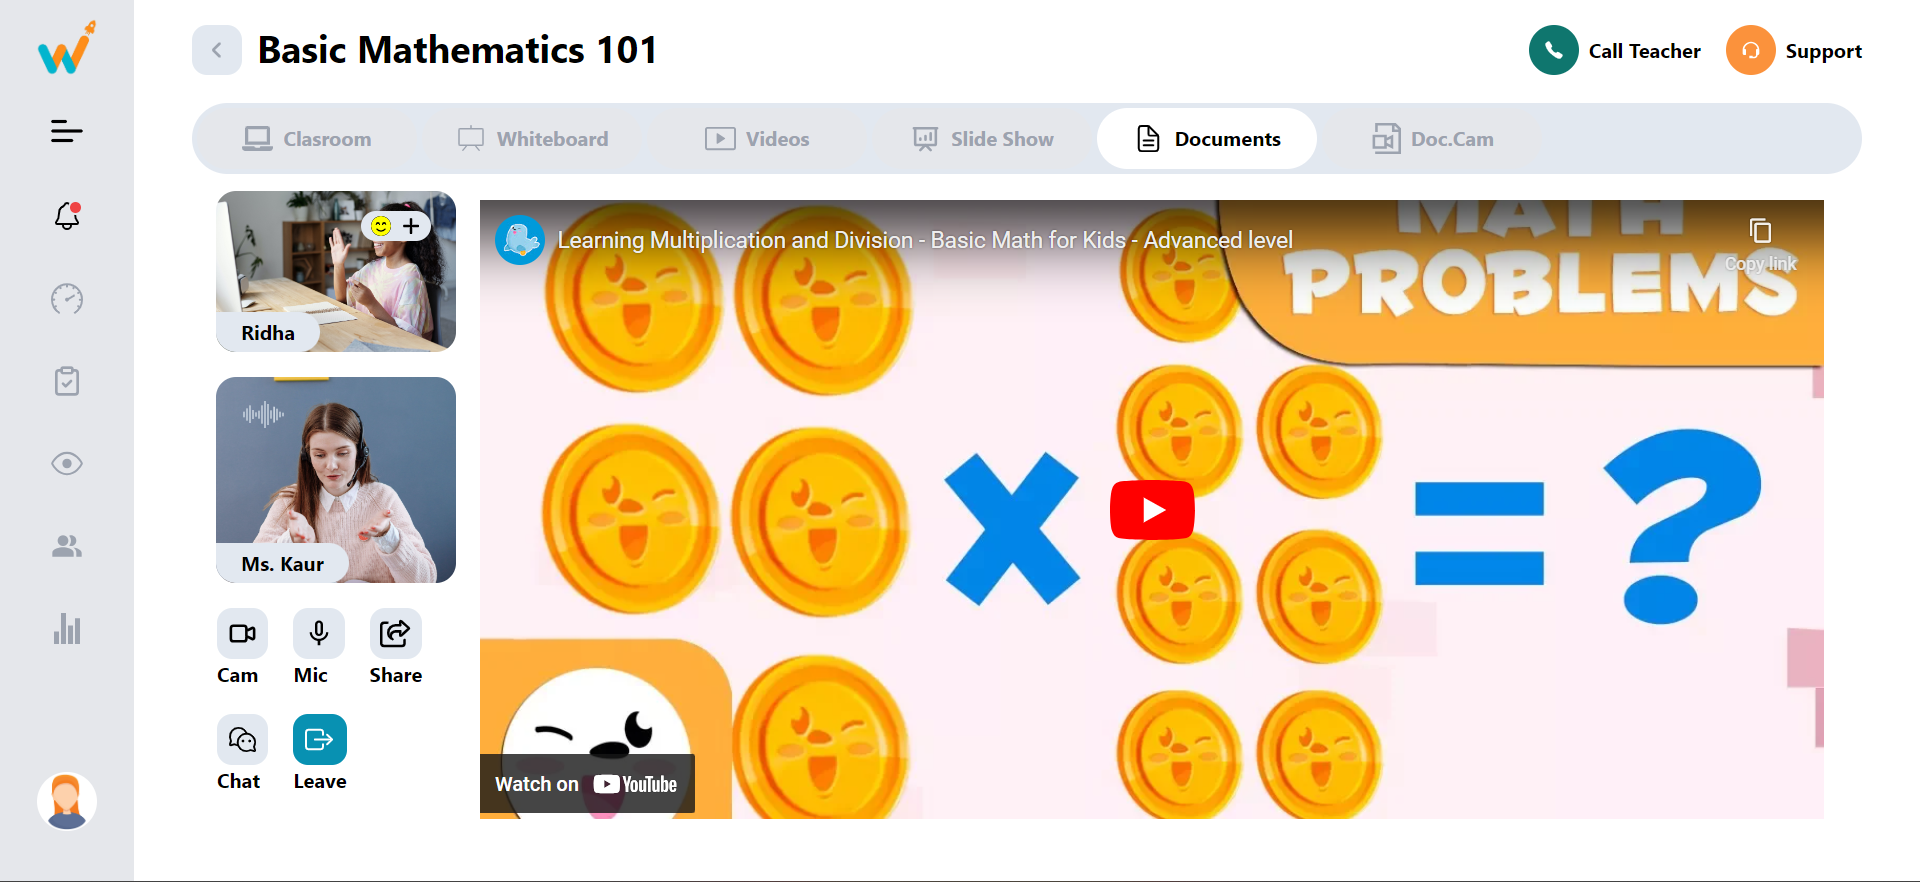 Basic Mathematics 101
Call Teacher
Support
Clasroom
Whiteboard
Videos
Slide Show
Documents
Doc.Cam
Ridha
Ms. Kaur
Cam
Mic
Share
Chat
Leave
Learning Multiplication and Division - Basic Math for Kids - Advanced level
Copy link
MATH
PROBLEMS
x = ?
Watch on YouTube